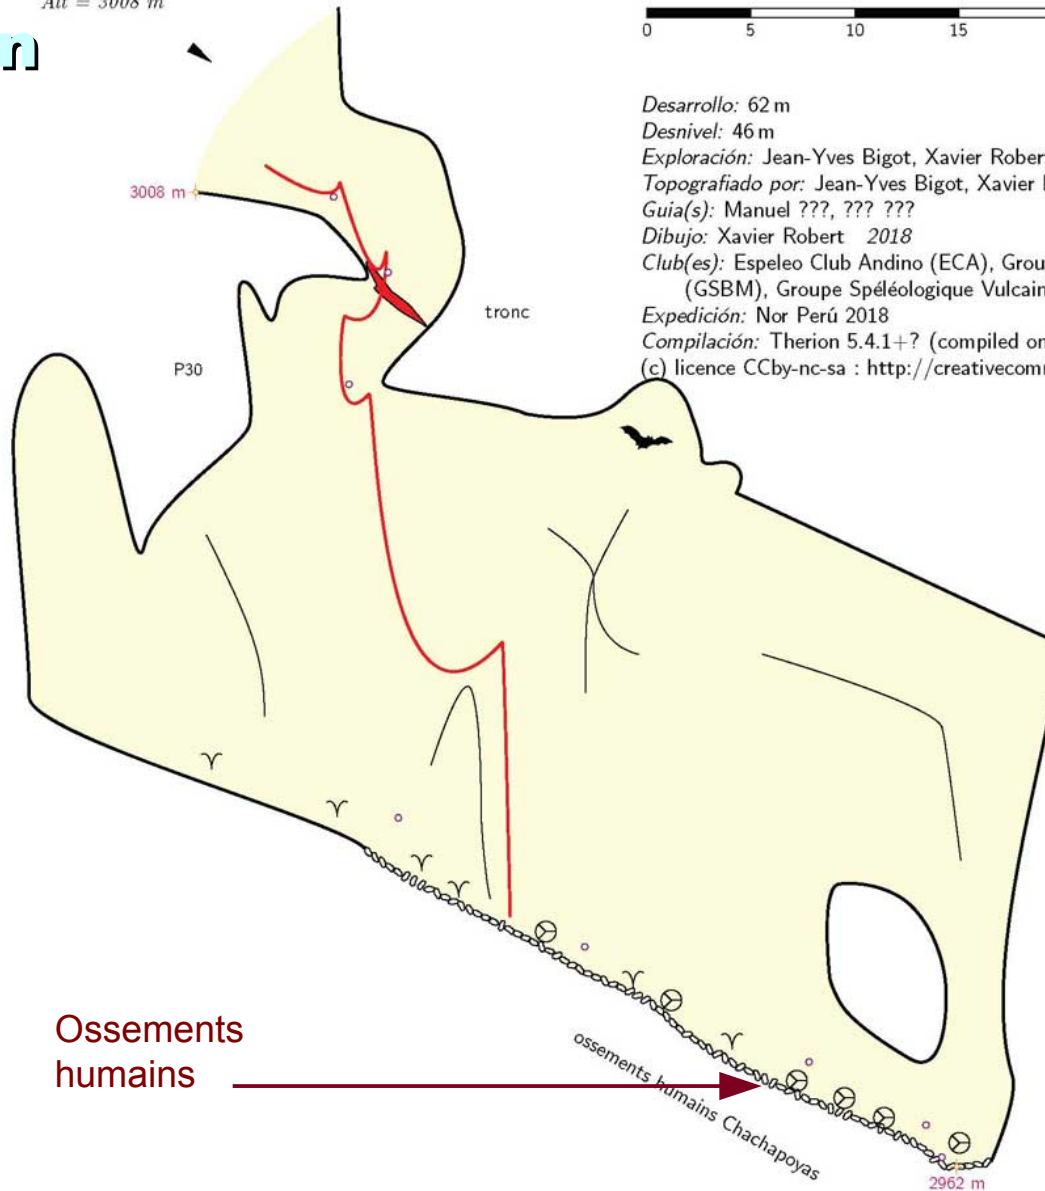 Alt = 3008 m
n
0 5 10 15
Desarrollo: 62 m
Desnivel: 46 m
Exploración: Jean-Yves Bigot, Xavier Robert
Topografiado por: Jean-Yves Bigot, Xavier
Guia(s): Manuel ???, ??? ???
Dibujo: Xavier Robert 2018
Club(es): Espeleo Club Andino (ECA), Grou
(GSBM), Groupe Spéléologique Vulcain
Expedición: Nor Perú 2018
Compilación: Therion 5.4.1+? (compiled on
(c) licence CCby-nc-sa : http://creativecomm
3008 m
tronc
P30
Ossements
humains
ossements humains Chachapoyas
2962 m